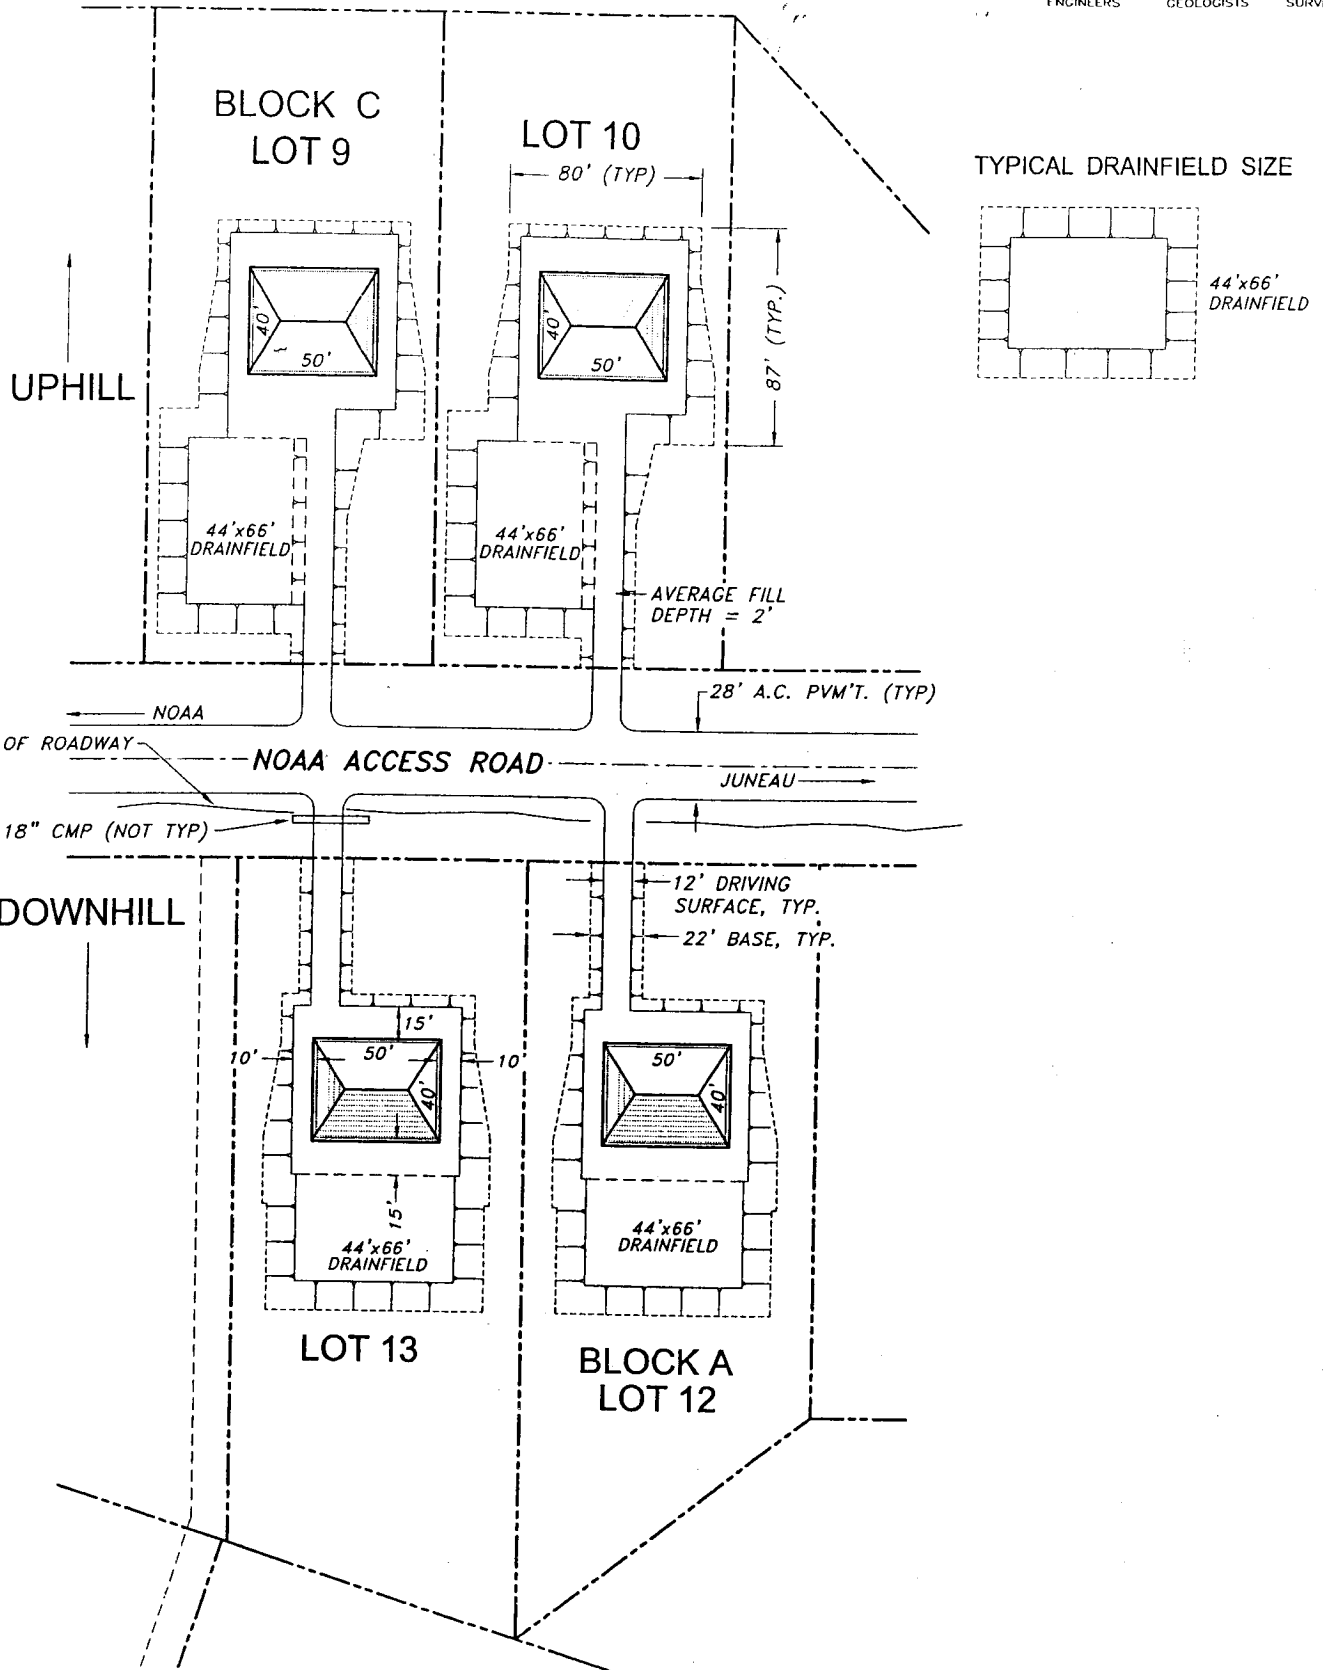 ENGINEERS GEOLOGISTS
BLOCK C
LOT 9
LOT 10
80' (TYP)
TYPICAL DRAINFIELD SIZE
44'x66'
DRAINFIELD
87' (TYP.)
40'
50'
40'
50'
UPHILL
44'x66'
DRAINFIELD
44'x66'
DRAINFIELD
AVERAGE FILL
DEPTH = 2'
28' A.C. PVM'T. (TYP)
NOAA
OF ROADWAY
NOAA ACCESS ROAD
JUNEAU
18" CMP (NOT TYP)
DOWNHILL
12' DRIVING
SURFACE, TYP.
22' BASE, TYP.
15'
10'
50'
10'
40'
50'
40'
15'
44'x66'
DRAINFIELD
44'x66'
DRAINFIELD
LOT 13
BLOCK A
LOT 12